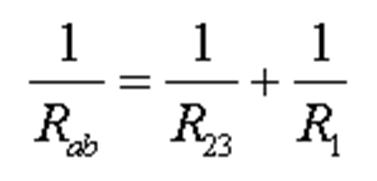 1/R_ab = 1/R_23 + 1/R_1